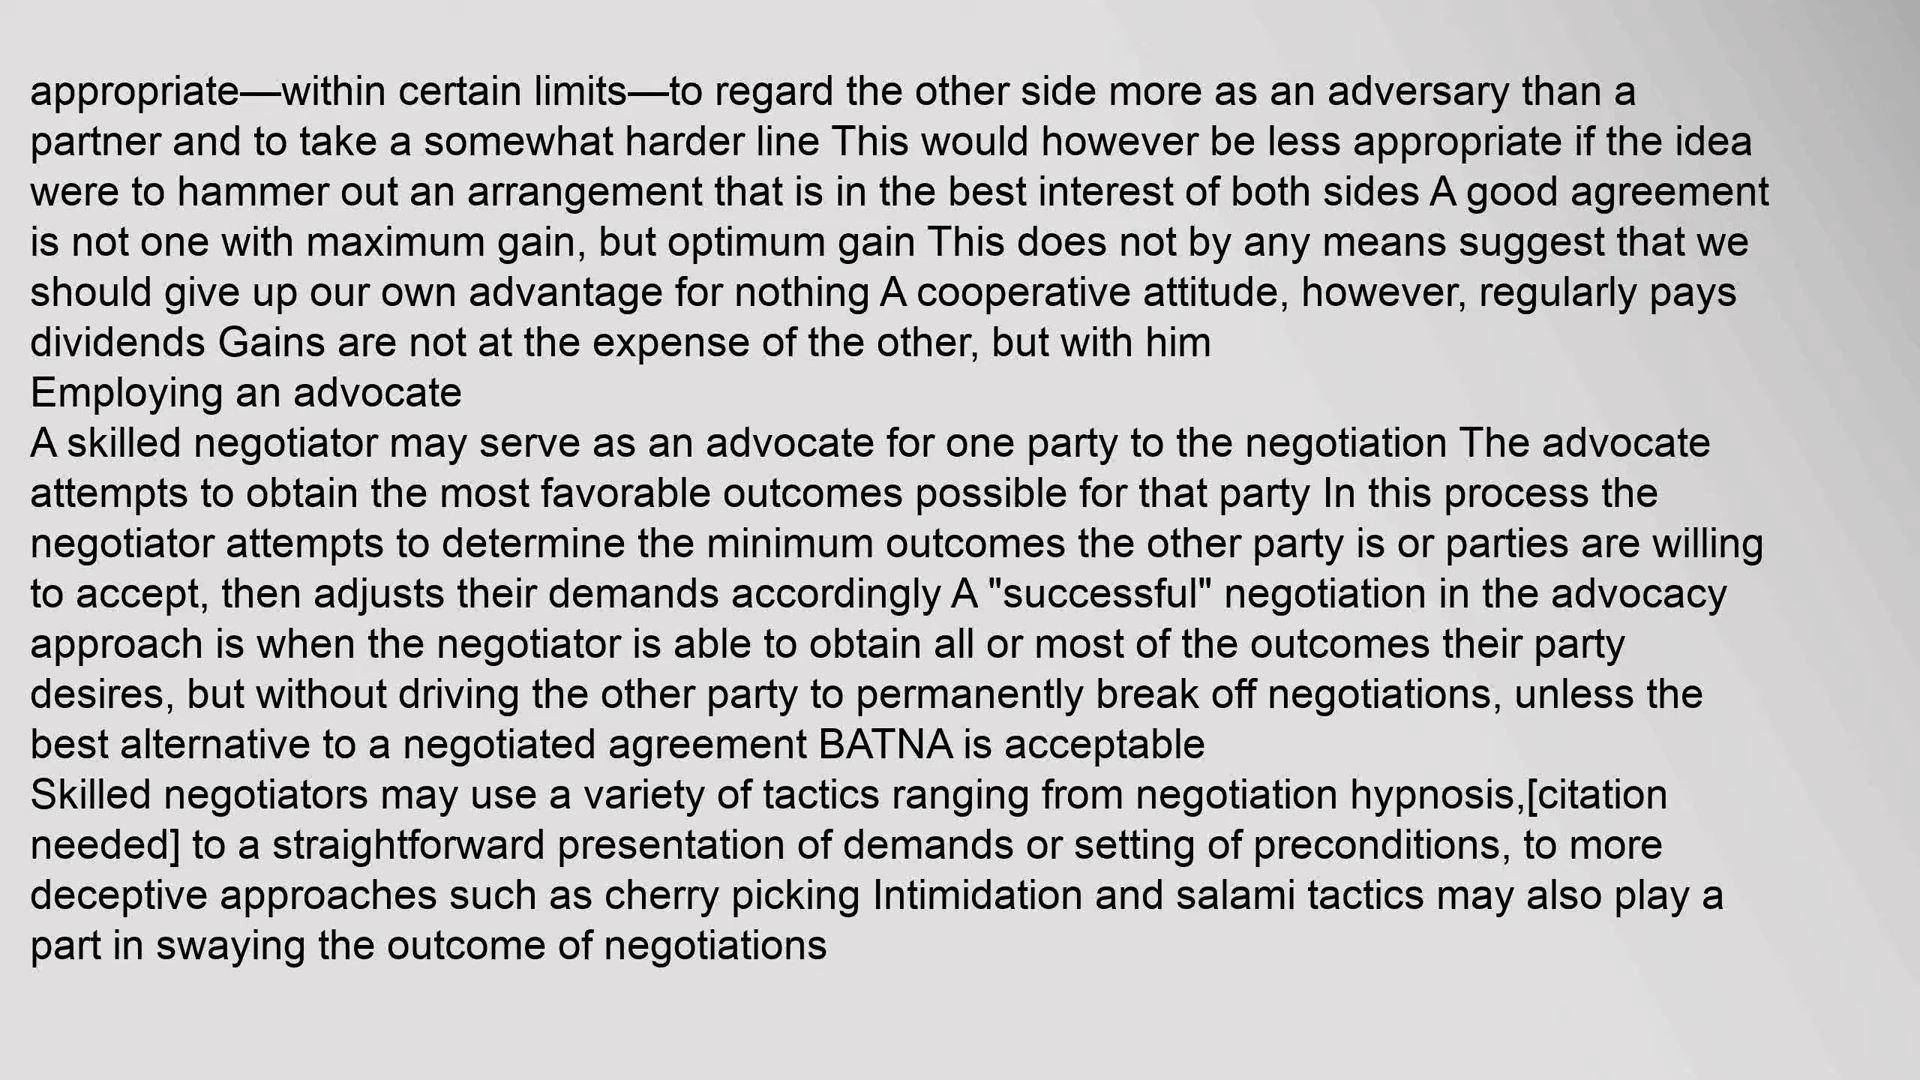 appropriate—within certain limits—to regard the other side more as an adversary than a
partner and to take a somewhat harder line This would however be less appropriate if the idea
were to hammer out an arrangement that is in the best interest of both sides A good agreement
is not one with maximum gain, but optimum gain This does not by any means suggest that we
should give up our own advantage for nothing A cooperative attitude, however, regularly pays
dividends Gains are not at the expense of the other, but with him
Employing an advocate
A skilled negotiator may serve as an advocate for one party to the negotiation The advocate
attempts to obtain the most favorable outcomes possible for that party In this process the
negotiator attempts to determine the minimum outcomes the other party is or parties are willing
to accept, then adjusts their demands accordingly A "successful" negotiation in the advocacy
approach is when the negotiator is able to obtain all or most of the outcomes their party
desires, but without driving the other party to permanently break off negotiations, unless the
best alternative to a negotiated agreement BATNA is acceptable
Skilled negotiators may use a variety of tactics ranging from negotiation hypnosis,[citation
needed] to a straightforward presentation of demands or setting of preconditions, to more
deceptive approaches such as cherry picking Intimidation and salami tactics may also play a
part in swaying the outcome of negotiations